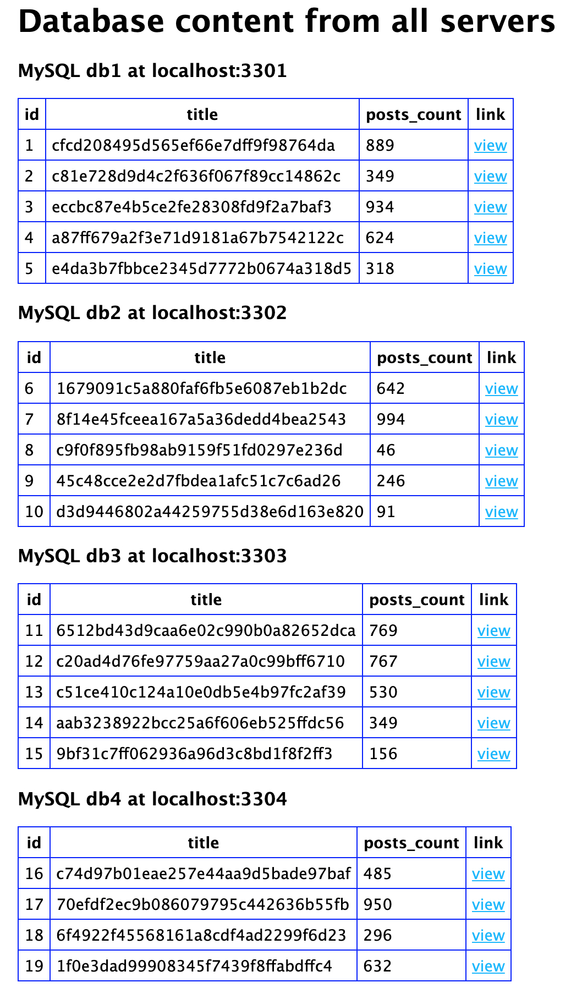 Database content from all servers
MySQL db1 at localhost:3301
id title posts_count link
1 cfcd208495d565ef66e7dff9f98764da 889 view
2 c81e728d9d4c2f636f067f89cc14862c 349 view
3 eccbc87e4b5ce2fe28308fd9f2a7baf3 934 view
4 a87ff679a2f3e71d9181a67b7542122c 624 view
5 e4da3b7fbbce2345d7772b0674a318d5 318 view
MySQL db2 at localhost:3302
id title posts_count link
6 1679091c5a880faf6fb5e6087eb1b2dc 642 view
7 8f14e45fceea167a5a36dedd4bea2543 994 view
8 c9f0f895fb98ab9159f51fd0297e236d 46 view
9 45c48cce2e2d7fbdea1afc51c7c6ad26 246 view
10 d3d9446802a44259755d38e6d163e820 91 view
MySQL db3 at localhost:3303
id title posts_count link
11 6512bd43d9caa6e02c990b0a82652dca 769 view
12 c20ad4d76fe97759aa27a0c99bff6710 767 view
13 c51ce410c124a10e0db5e4b97fc2af39 530 view
14 aab3238922bcc25a6f606eb525ffdc56 349 view
15 9bf31c7ff062936a96d3c8bd1f8f2ff3 156 view
MySQL db4 at localhost:3304
id title posts_count link
16 c74d97b01eae257e44aa9d5bade97baf 485 view
17 70efdf2ec9b086079795c442636b55fb 950 view
18 6f4922f45568161a8cdf4ad2299f6d23 296 view
19 1f0e3dad99908345f7439f8ffabdffc4 632 view